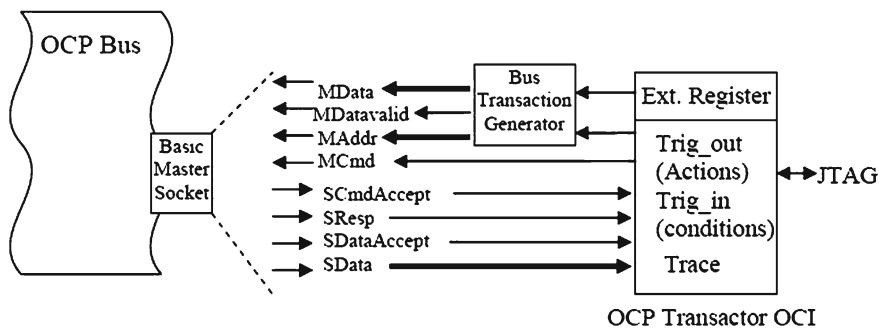 OCP Bus
Basic
Master
Socket
MData
MDatavalid
MAddr
MCmd
SCmdAccept
SResp
SDataAccept
SData
Bus
Transaction
Generator
Ext. Register
Trig_out
(Actions)
Trig_in
(conditions)
Trace
JTAG
OCP Transactor OCI